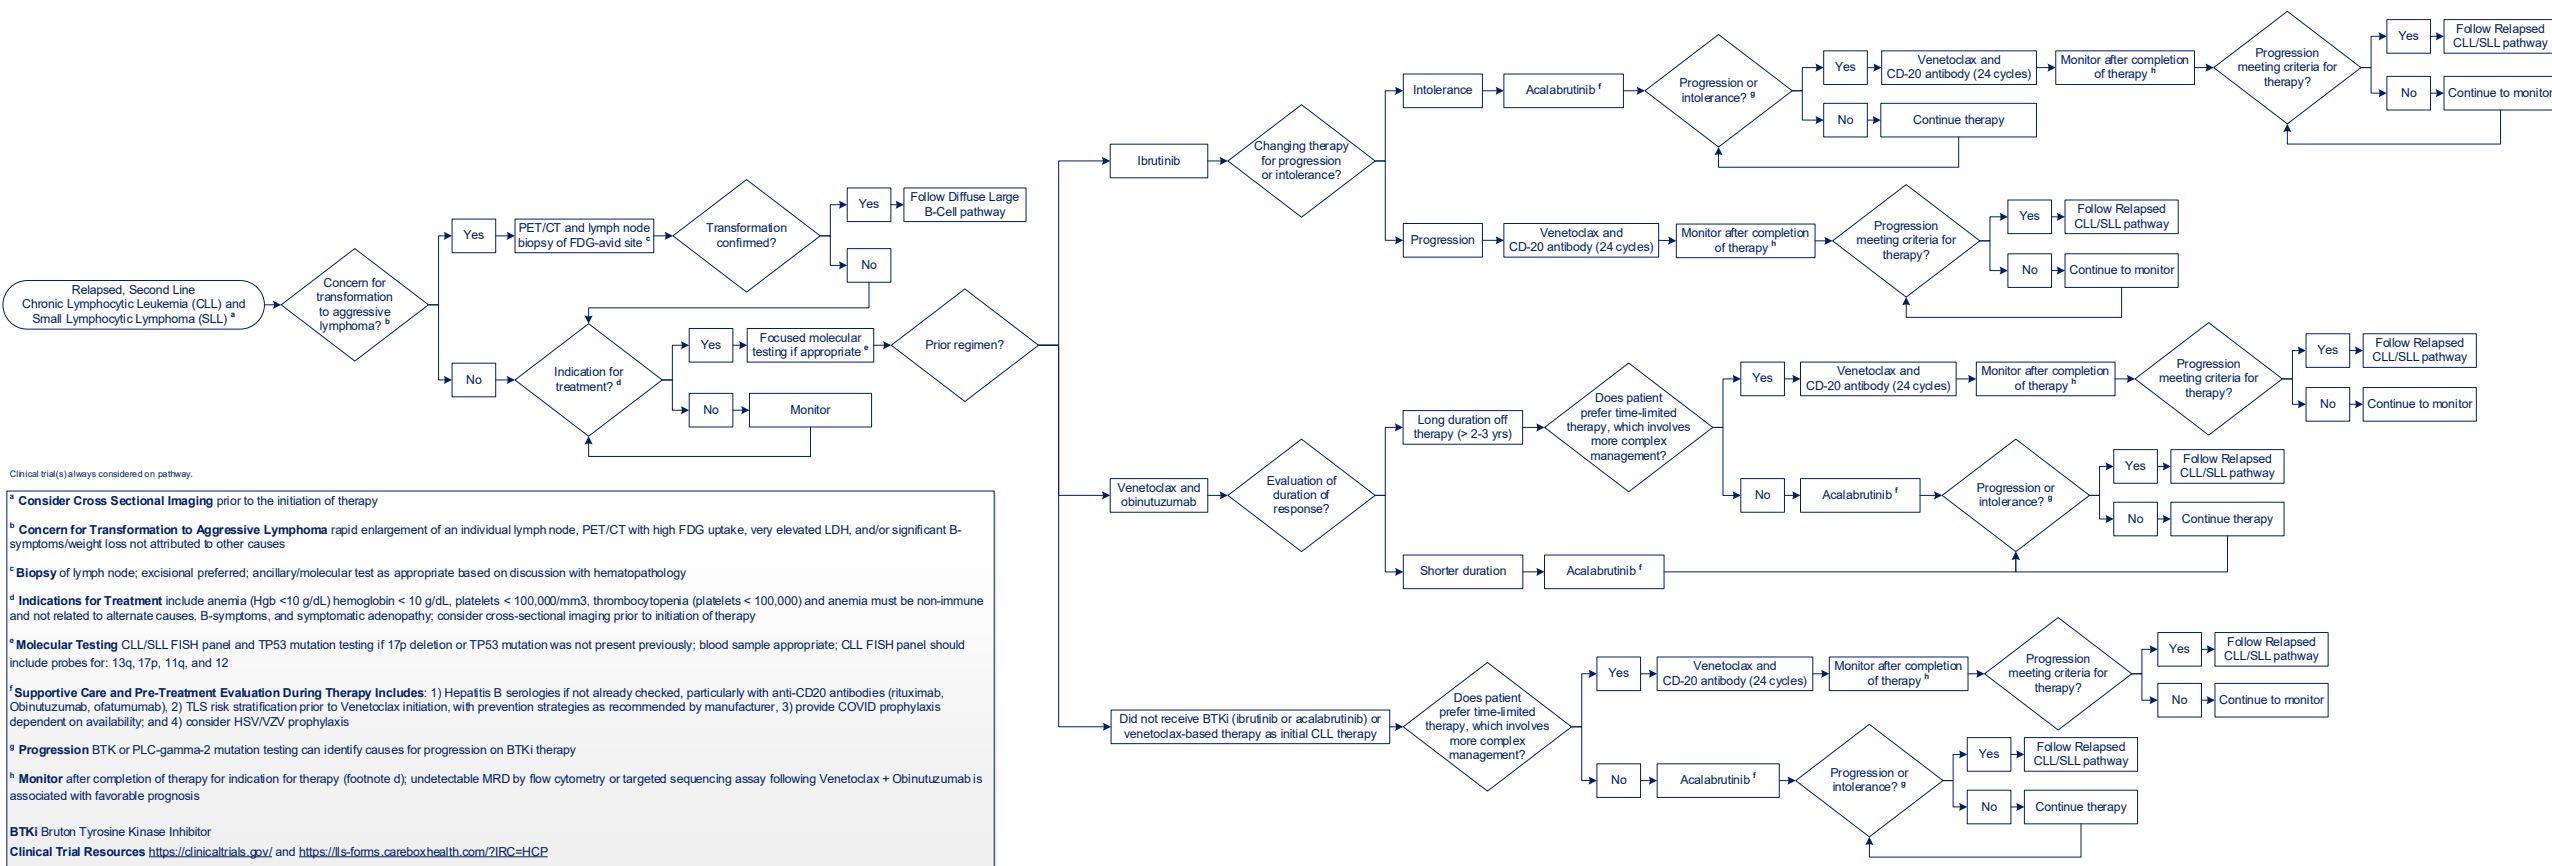 Relapsed, Second Line
Chronic Lymphocytic Leukemia (CLL) and
Small Lymphocytic Lymphoma (SLL) a
Concern for
transformation
to aggressive
lymphoma? b
Yes
PET/CT and lymph node
biopsy of FDG-avid site c
Transformation
confirmed?
Yes
Follow Diffuse Large
B-Cell pathway
No
No
Indication for
treatment? d
Yes
Focused molecular
testing if appropriate e
No
Monitor
Prior regimen?
Ibrutinib
Changing therapy
for progression
or intolerance?
Intolerance
Acalabrutinib f
Progression or
intolerance? g
Yes
Venetoclax and
CD-20 antibody (24 cycles)
Monitor after completion
of therapy h
Progression
meeting criteria for
therapy?
Yes
Follow Relapsed
CLL/SLL pathway
No
Continue to monitor
No
Continue therapy
Progression
Venetoclax and
CD-20 antibody (24 cycles)
Monitor after completion
of therapy h
Progression
meeting criteria for
therapy?
Yes
Follow Relapsed
CLL/SLL pathway
No
Continue to monitor
Venetoclax and
obinutuzumab
Evaluation of
duration of
response?
Long duration off
therapy (> 2-3 yrs)
Does patient
prefer time-limited
therapy, which involves
more complex
management?
Yes
Venetoclax and
CD-20 antibody (24 cycles)
Monitor after completion
of therapy h
Progression
meeting criteria for
therapy?
Yes
Follow Relapsed
CLL/SLL pathway
No
Continue to monitor
No
Acalabrutinib f
Progression or
intolerance? g
Yes
Follow Relapsed
CLL/SLL pathway
No
Continue therapy
Shorter duration
Acalabrutinib f
Did not receive BTKi (ibrutinib or acalabrutinib) or
venetoclax-based therapy as initial CLL therapy
Does patient
prefer time-limited
therapy, which involves
more complex
management?
Yes
Venetoclax and
CD-20 antibody (24 cycles)
Monitor after completion
of therapy h
Progression
meeting criteria for
therapy?
Yes
Follow Relapsed
CLL/SLL pathway
No
Continue to monitor
No
Acalabrutinib f
Progression or
intolerance? g
Yes
Follow Relapsed
CLL/SLL pathway
No
Continue therapy
Clinical trial(s) always considered on pathway.
a Consider Cross Sectional Imaging prior to the initiation of therapy
b Concern for Transformation to Aggressive Lymphoma rapid enlargement of an individual lymph node, PET/CT with high FDG uptake, very elevated LDH, and/or significant B-
symptoms/weight loss not attributed to other causes
c Biopsy of lymph node; excisional preferred; ancillary/molecular test as appropriate based on discussion with hematopathology
d Indications for Treatment include anemia (Hgb <10 g/dL) hemoglobin < 10 g/dL, platelets < 100,000/mm3, thrombocytopenia (platelets < 100,000) and anemia must be non-immune
and not related to alternate causes, B-symptoms, and symptomatic adenopathy; consider cross-sectional imaging prior to initiation of therapy
e Molecular Testing CLL/SLL FISH panel and TP53 mutation testing if 17p deletion or TP53 mutation was not present previously; blood sample appropriate; CLL FISH panel should
include probes for: 13q, 17p, 11q, and 12
f Supportive Care and Pre-Treatment Evaluation During Therapy Includes: 1) Hepatitis B serologies if not already checked, particularly with anti-CD20 antibodies (rituximab,
Obinutuzumab, ofatumumab), 2) TLS risk stratification prior to Venetoclax initiation, with prevention strategies as recommended by manufacturer, 3) provide COVID prophylaxis
dependent on availability; and 4) consider HSV/VZV prophylaxis
g Progression BTK or PLC-gamma-2 mutation testing can identify causes for progression on BTKi therapy
h Monitor after completion of therapy for indication for therapy (footnote d); undetectable MRD by flow cytometry or targeted sequencing assay following Venetoclax + Obinutuzumab is
associated with favorable prognosis
BTKi Bruton Tyrosine Kinase Inhibitor
Clinical Trial Resources https://clinicaltrials.gov/ and https://lls-forms.careboxhealth.com/?IRC=HCP